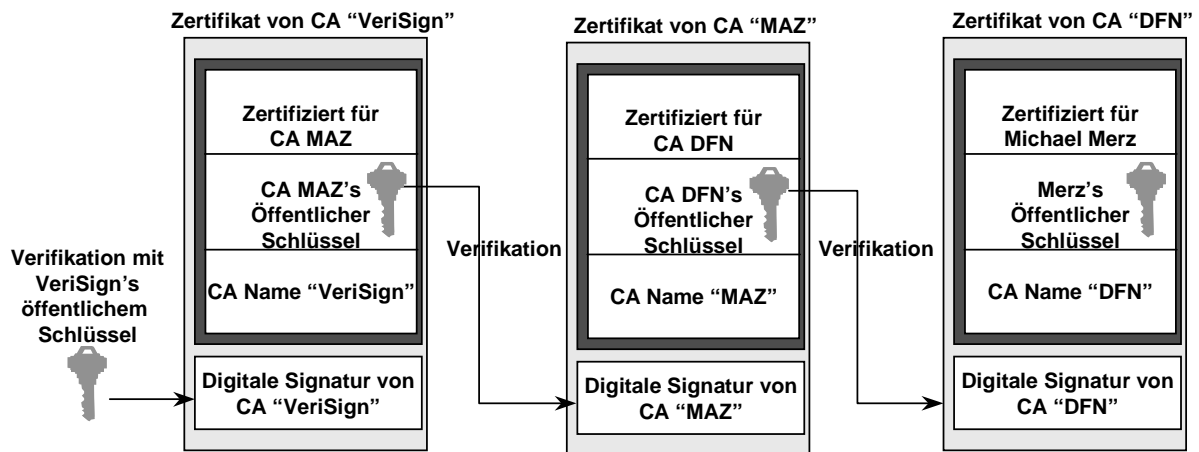 Zertifikat von CA “VeriSign”
Zertifiziert für
CA MAZ
CA MAZ's
Öffentlicher
Schlüssel
CA Name “VeriSign”
Digitale Signatur von
CA “VeriSign”
Verifikation mit
VeriSign's
öffentlichem
Schlüssel
Verifikation
Zertifikat von CA “MAZ”
Zertifiziert für
CA DFN
CA DFN's
Öffentlicher
Schlüssel
CA Name “MAZ”
Digitale Signatur von
CA “MAZ”
Verifikation
Zertifikat von CA “DFN”
Zertifiziert für
Michael Merz
Merz's
Öffentlicher
Schlüssel
CA Name “DFN”
Digitale Signatur von
CA “DFN”